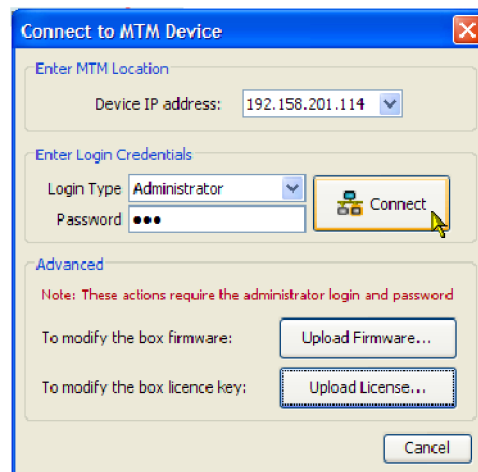 Connect to MTM Device
Enter MTM Location
Device IP address: 192.158.201.114
Enter Login Credentials
Login Type Administrator
Password ●●●
Connect
Advanced
Note: These actions require the administrator login and password
To modify the box firmware: Upload Firmware...
To modify the box licence key: Upload License...
Cancel